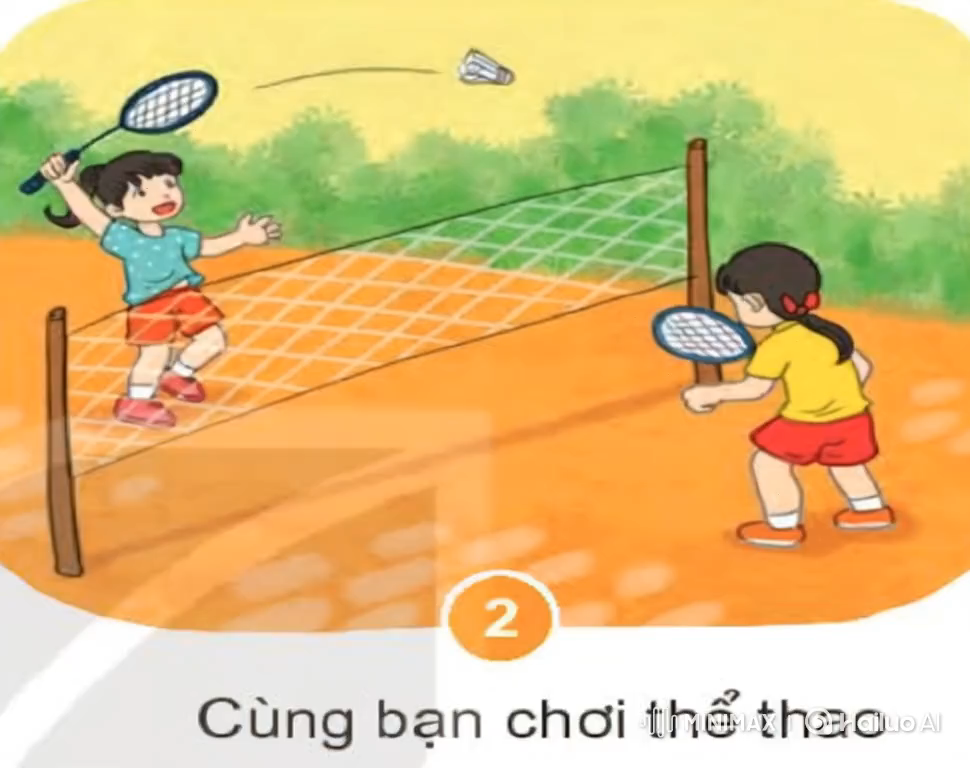 2
Cùng bạn chơi thể thao
MINIMAX | Hailuo AI